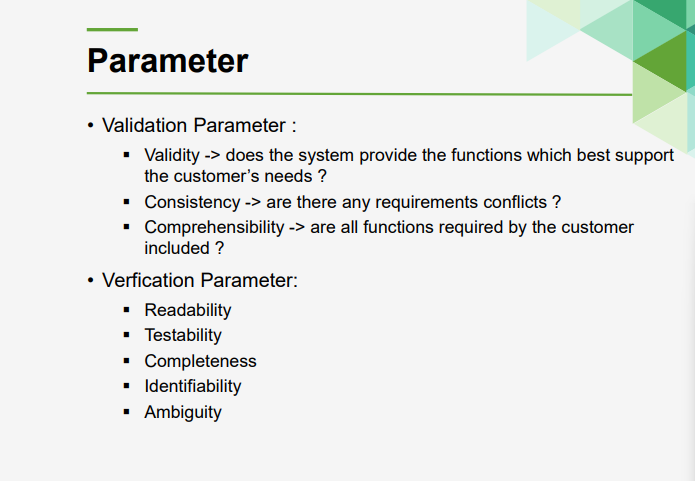 Parameter
• Validation Parameter :
▪ Validity -> does the system provide the functions which best support
the customer’s needs ?
▪ Consistency -> are there any requirements conflicts ?
▪ Comprehensibility -> are all functions required by the customer
included ?
• Verfication Parameter:
▪ Readability
▪ Testability
▪ Completeness
▪ Identifiability
▪ Ambiguity